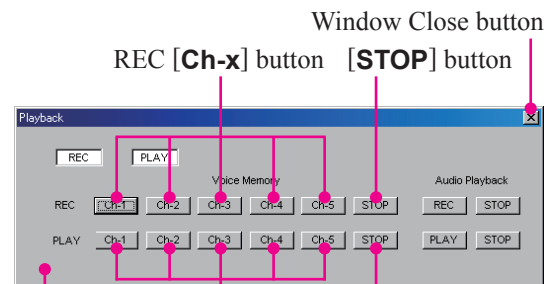 Window Close button
REC [Ch-x] button [STOP] button
Playback
REC PLAY
Voice Memory Audio Playback
REC Ch-1 Ch-2 Ch-3 Ch-4 Ch-5 STOP REC STOP
PLAY Ch-1 Ch-2 Ch-3 Ch-4 Ch-5 STOP PLAY STOP